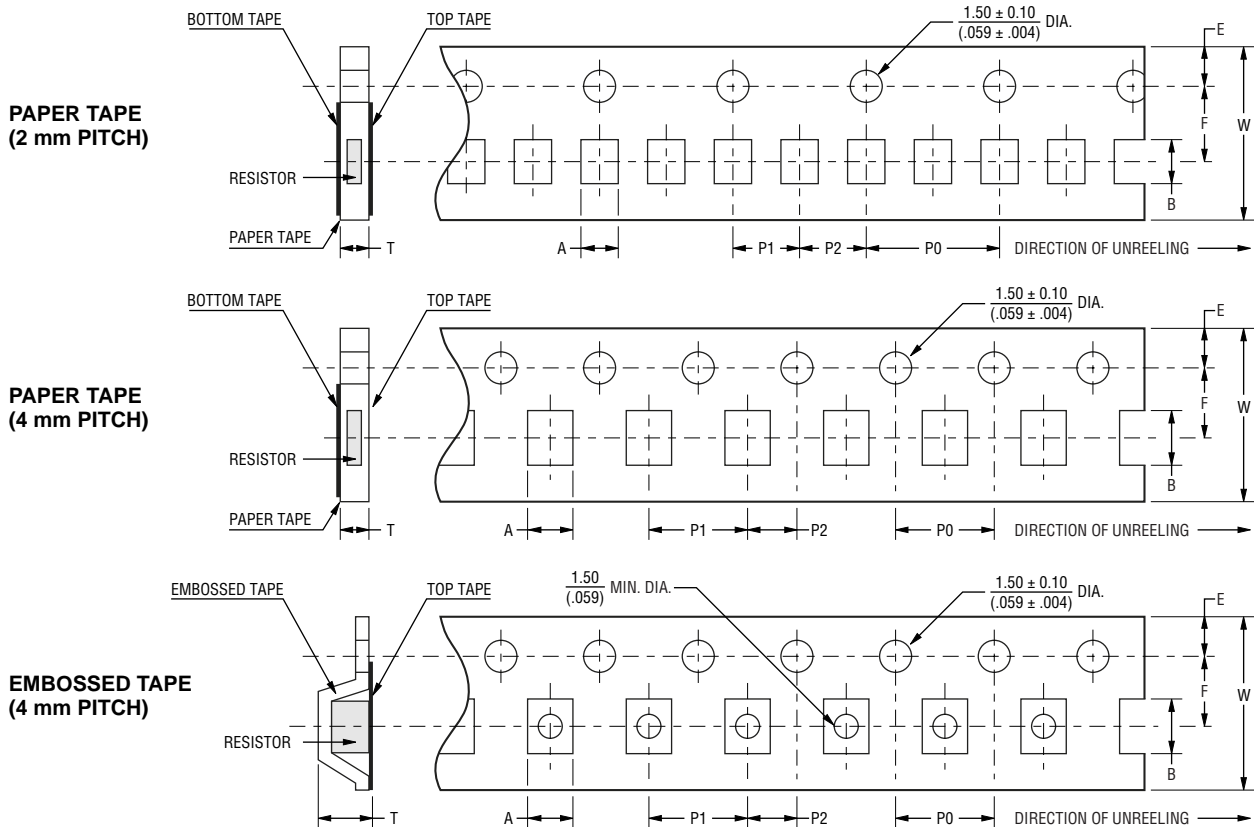 PAPER TAPE
(2 mm PITCH)
BOTTOM TAPE
TOP TAPE
RESISTOR
PAPER TAPE
T
1.50 ± 0.10
(.059 ± .004)
DIA.
E
F
W
B
A
P1
P2
P0
DIRECTION OF UNREELING
PAPER TAPE
(4 mm PITCH)
BOTTOM TAPE
TOP TAPE
RESISTOR
PAPER TAPE
T
1.50 ± 0.10
(.059 ± .004)
DIA.
E
F
W
B
A
P1
P2
P0
DIRECTION OF UNREELING
EMBOSSED TAPE
(4 mm PITCH)
EMBOSSED TAPE
TOP TAPE
RESISTOR
T
1.50
(.059)
MIN. DIA.
1.50 ± 0.10
(.059 ± .004)
DIA.
E
F
W
B
A
P1
P2
P0
DIRECTION OF UNREELING